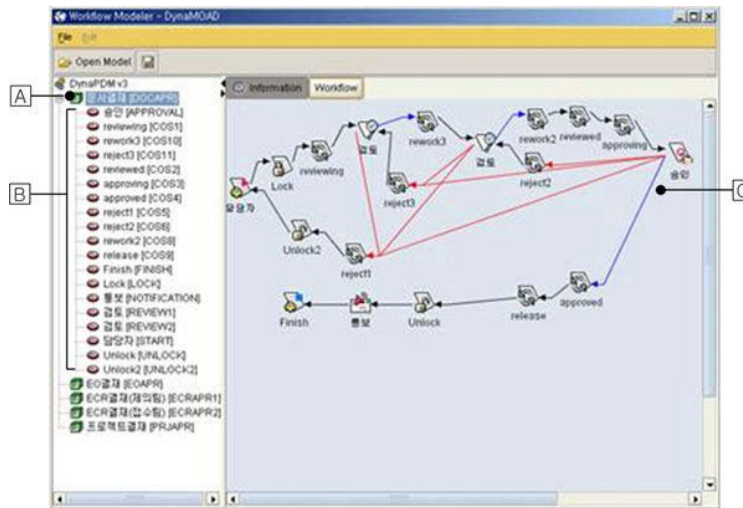 Workflow Modeler - DynaMOAD
File Edit
Open Model
DynaPDM v3
A
문서결재 [DOCAPR]
승인 [APPROVAL]
reviewing [COS1]
rework3 [COS10]
reject3 [COS11]
reviewed [COS2]
approving [COS3]
approved [COS4]
reject1 [COS5]
reject2 [COS6]
rework2 [COS8]
release [COS9]
Finish [FINISH]
Lock [LOCK]
통보 [NOTIFICATION]
검토 [REVIEW1]
검토 [REVIEW2]
담당자 [START]
Unlock [UNLOCK]
Unlock2 [UNLOCK2]
B
EO결재 [EOAPR]
ECR결재(제의팀) [ECRAPR1]
ECR결재(접수팀) [ECRAPR2]
프로젝트결재 [PRJAPR]
Information Workflow
담당자
Lock
reviewing
검토
rework3
검토
rework2
reviewed
approving
승인
reject3
reject2
Unlock2
reject1
C
Finish
통보
Unlock
release
approved